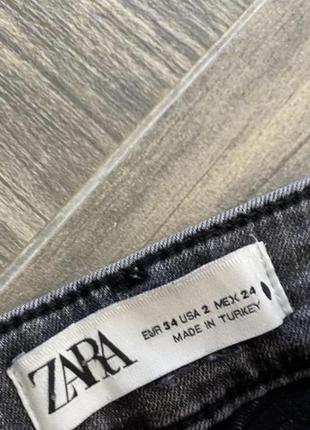 ZARA
EUR 34 USA 2 MEX 24
MADE IN TURKEY